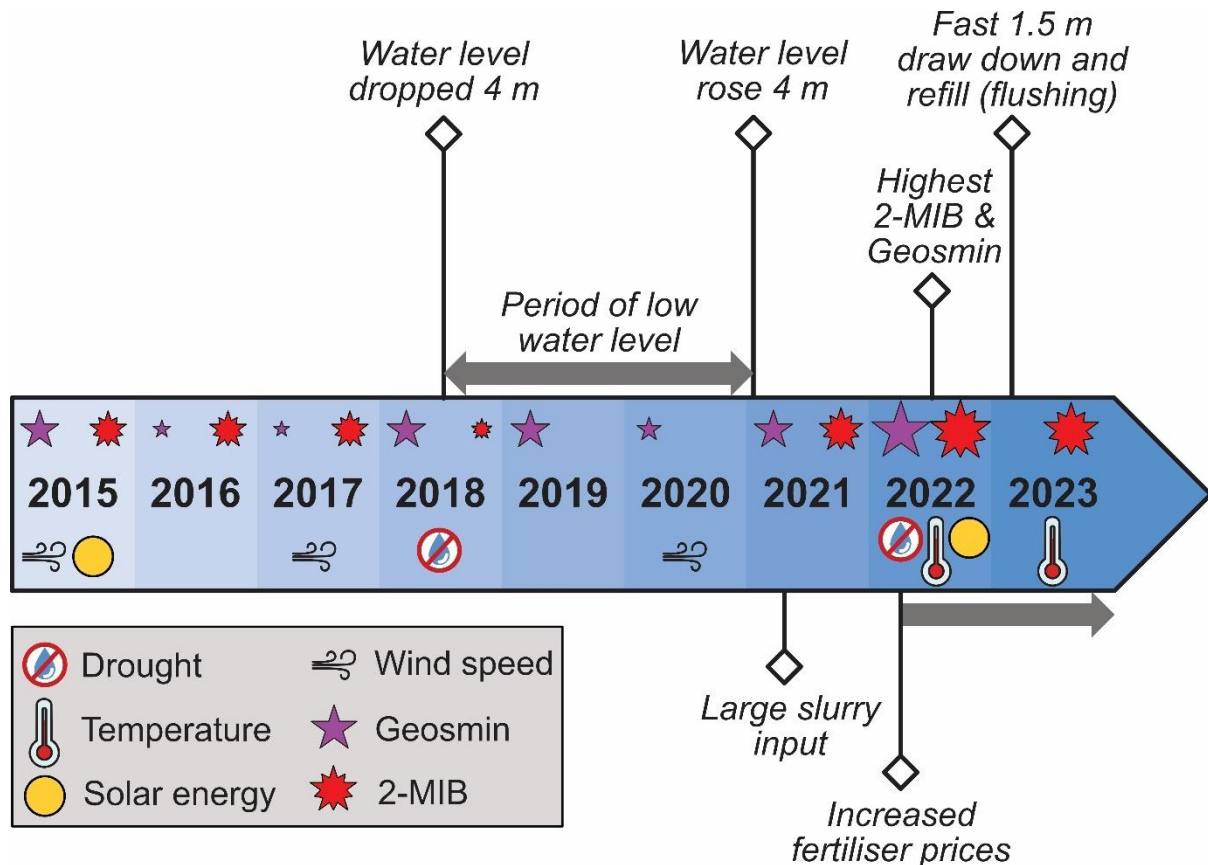 Water level
dropped 4 m
Water level
rose 4 m
Fast 1.5 m
draw down and
refill (flushing)
Highest
2-MIB &
Geosmin
Period of low
water level
2015 2016 2017 2018 2019 2020 2021 2022 2023
Drought
Wind speed
Temperature
Geosmin
Solar energy
2-MIB
Large slurry
input
Increased
fertiliser prices